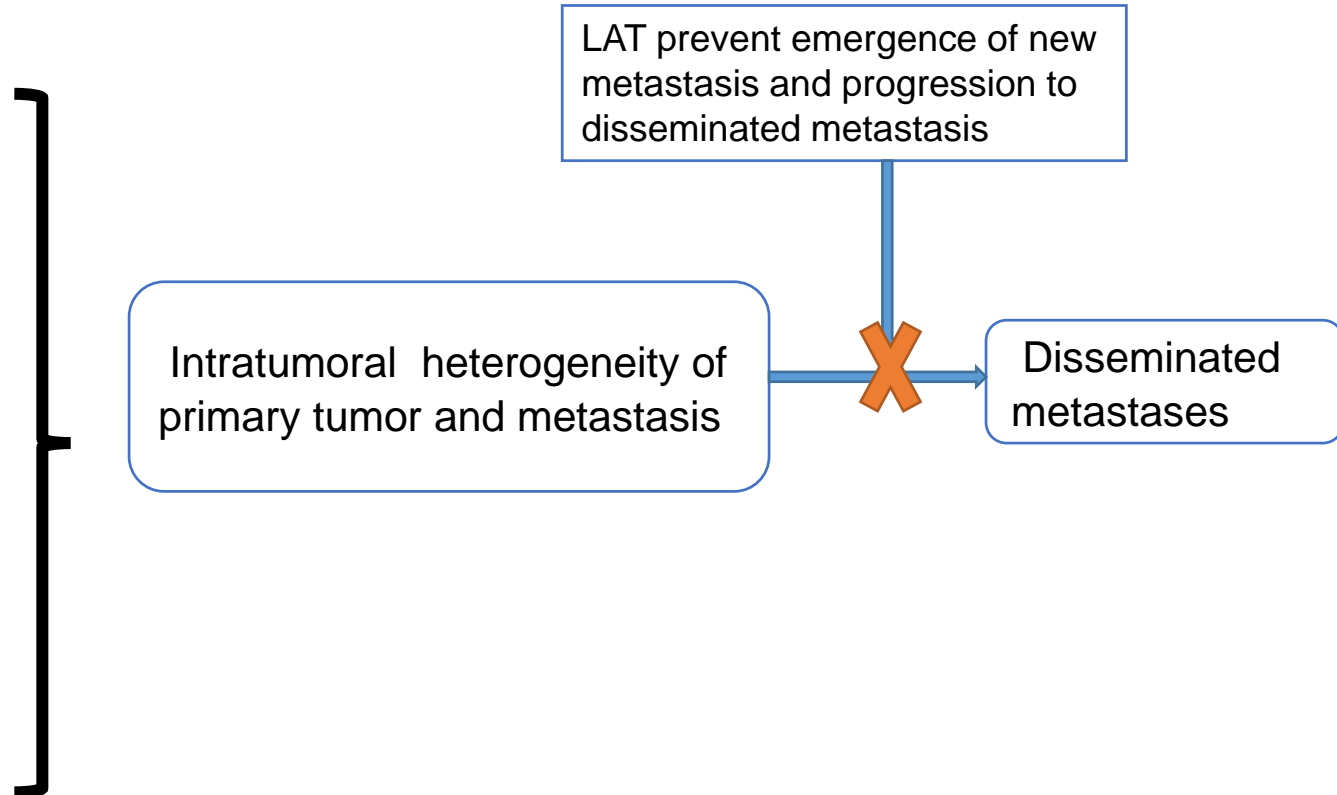 LAT prevent emergence of new
metastasis and progression to
disseminated metastasis
Intratumoral heterogeneity of
primary tumor and metastasis
Disseminated
metastases